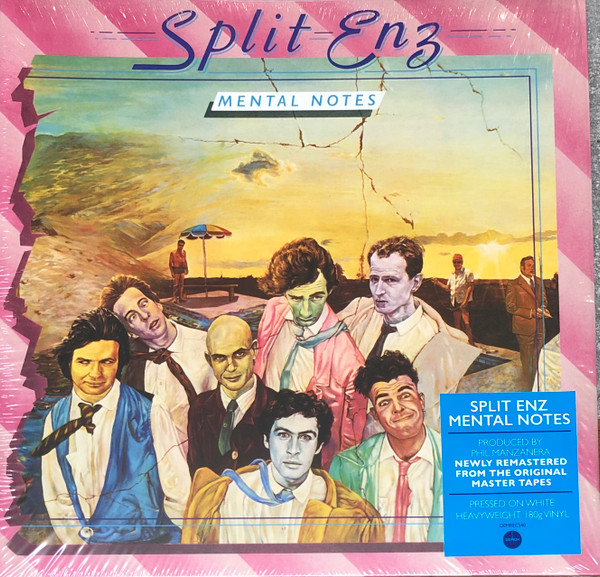 Split Enz
MENTAL NOTES
SPLIT ENZ
MENTAL NOTES
PRODUCED BY
PHIL MANZANERA
NEWLY REMASTERED
FROM THE ORIGINAL
MASTER TAPES
PRESSED ON WHITE
HEAVYWEIGHT 180g VINYL